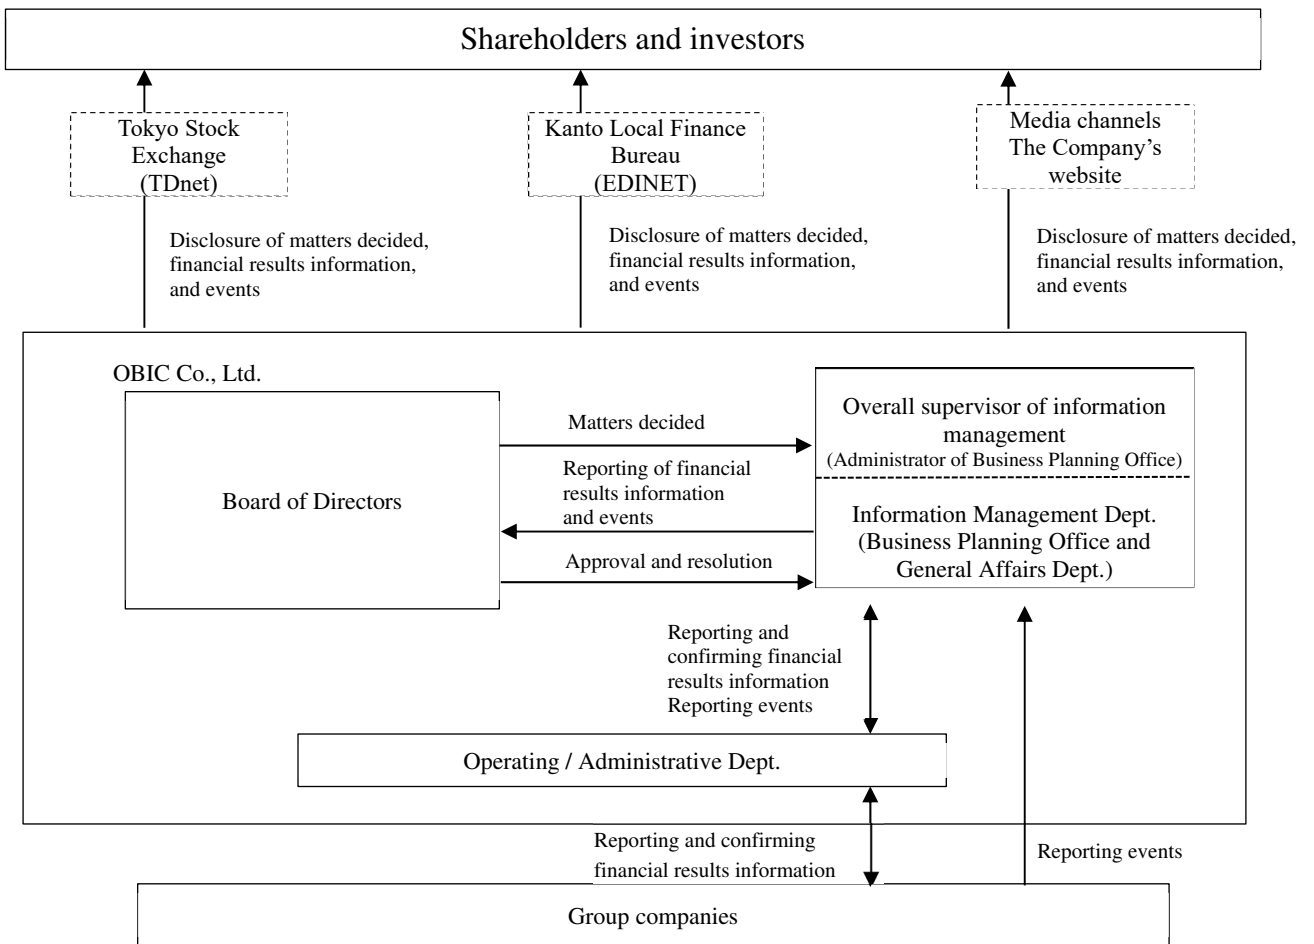 Shareholders and investors
Tokyo Stock
Exchange
(TDnet)
Kanto Local Finance
Bureau
(EDINET)
Media channels
The Company's
website
Disclosure of matters decided,
financial results information,
and events
Disclosure of matters decided,
financial results information,
and events
Disclosure of matters decided,
financial results information,
and events
OBIC Co., Ltd.
Board of Directors
Matters decided
Reporting of financial
results information
and events
Approval and resolution
Overall supervisor of information
management
(Administrator of Business Planning Office)
Information Management Dept.
(Business Planning Office and
General Affairs Dept.)
Reporting and
confirming financial
results information
Reporting events
Operating / Administrative Dept.
Reporting and confirming
financial results information
Reporting events
Group companies